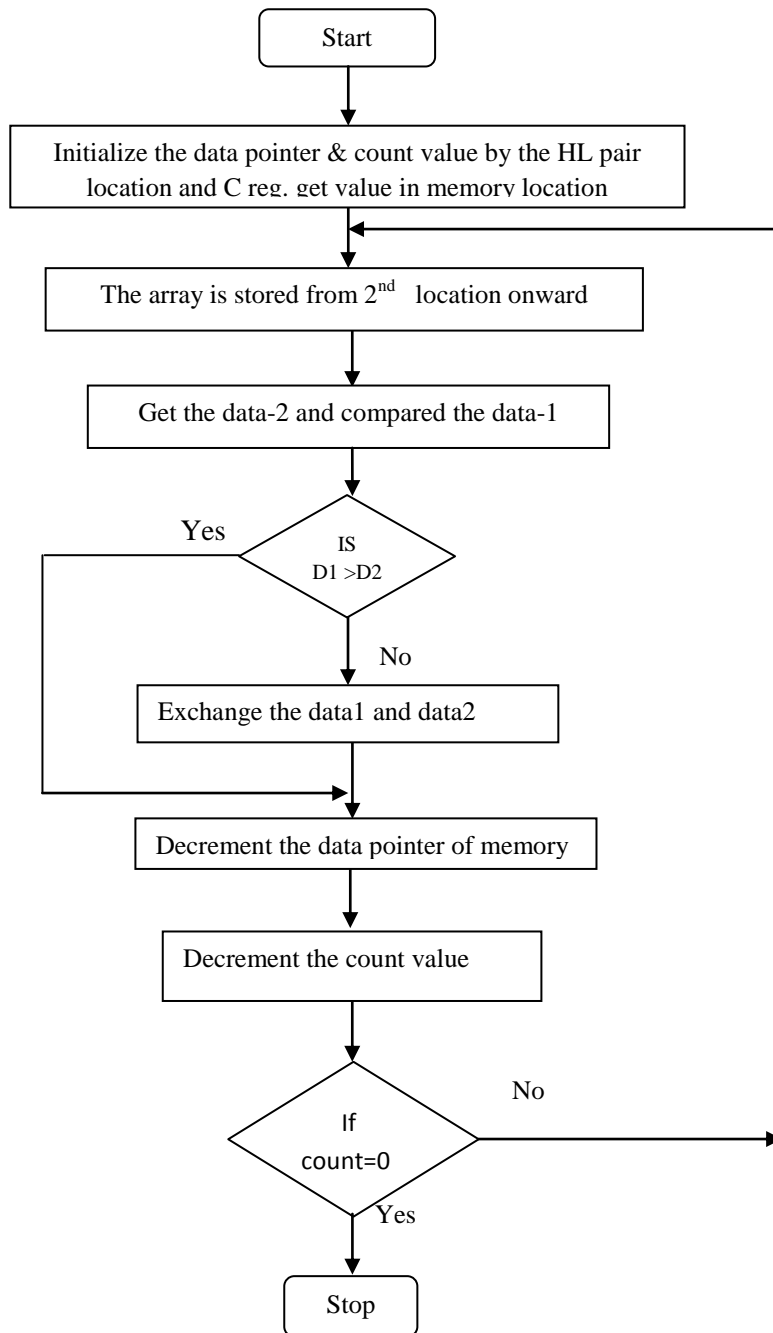 Start
Initialize the data pointer & count value by the HL pair
location and C reg. get value in memory location
The array is stored from 2nd location onward
Get the data-2 and compared the data-1
Yes
IS
D1 >D2
No
Exchange the data1 and data2
Decrement the data pointer of memory
Decrement the count value
No
If
count=0
Yes
Stop